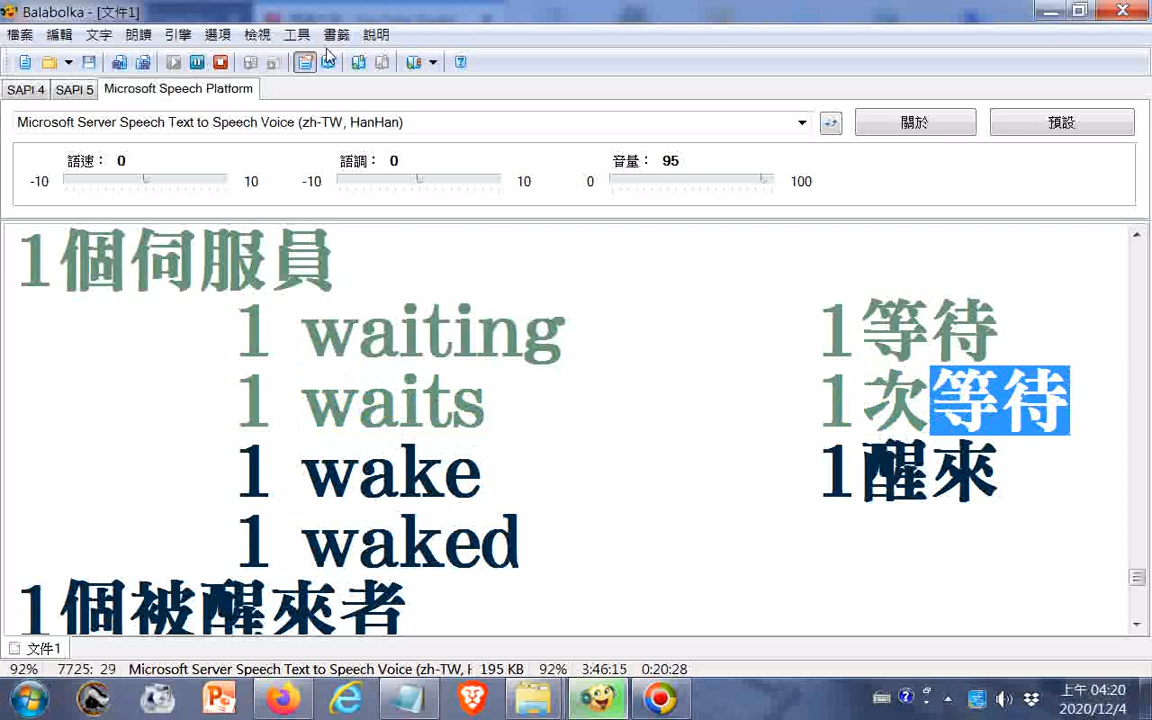 Balabolka - [文件1]
檔案 編輯 文字 朗讀 引擎 選項 檢視 工具 書籤 說明
SAPI 4 SAPI 5 Microsoft Speech Platform
Microsoft Server Speech Text to Speech Voice (zh-TW, HanHan) 關於 預設
語速： 0 語調： 0 音量： 95
-10 10 -10 10 0 100
1個伺服員
1 waiting 1等待
1 waits 1次等待
1 wake 1醒來
1 waked
1個被醒來者
文件1
92% 7725: 29 Microsoft Server Speech Text to Speech Voice (zh-TW, H 195 KB 92% 3:46:15 0:20:28
上午 04:20
2020/12/4